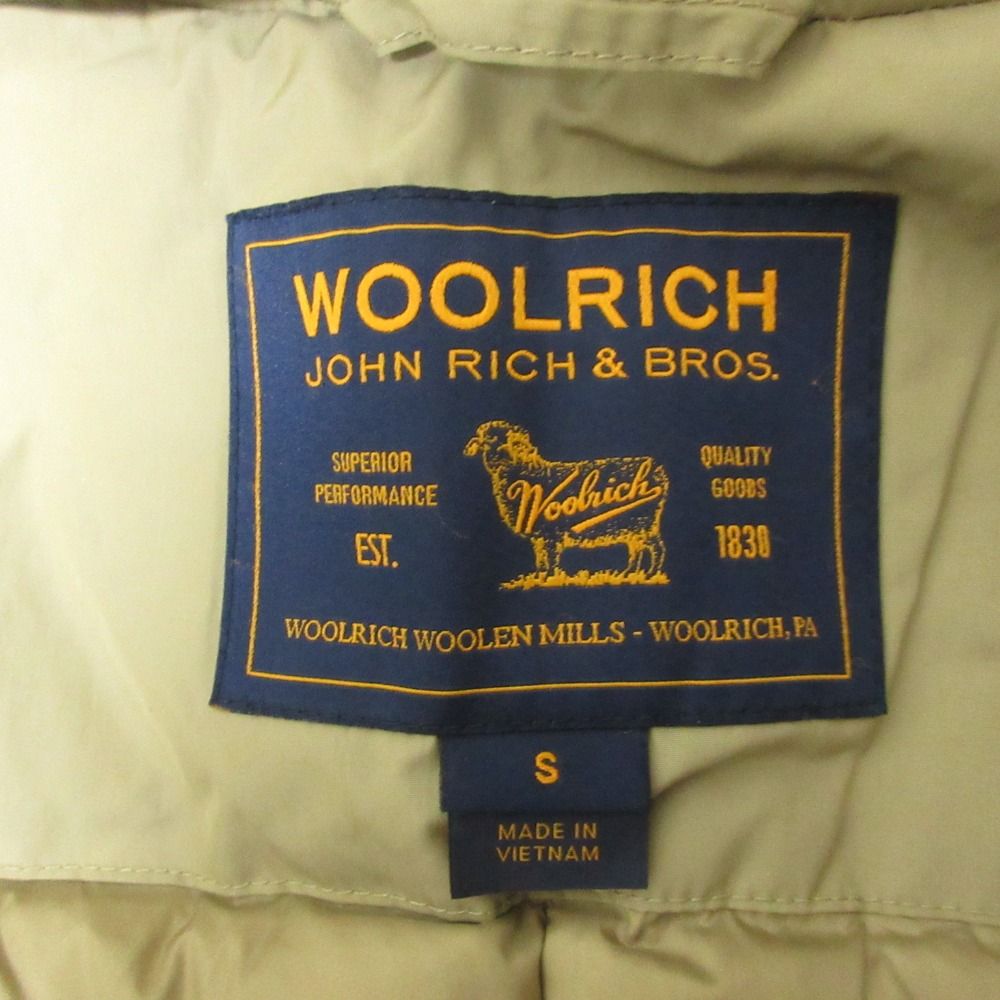 WOOLRICH
JOHN RICH & BROS.
SUPERIOR
PERFORMANCE
EST.
Woolrich
QUALITY
GOODS
1830
WOOLRICH WOOLEN MILLS - WOOLRICH, PA
S
MADE IN
VIETNAM